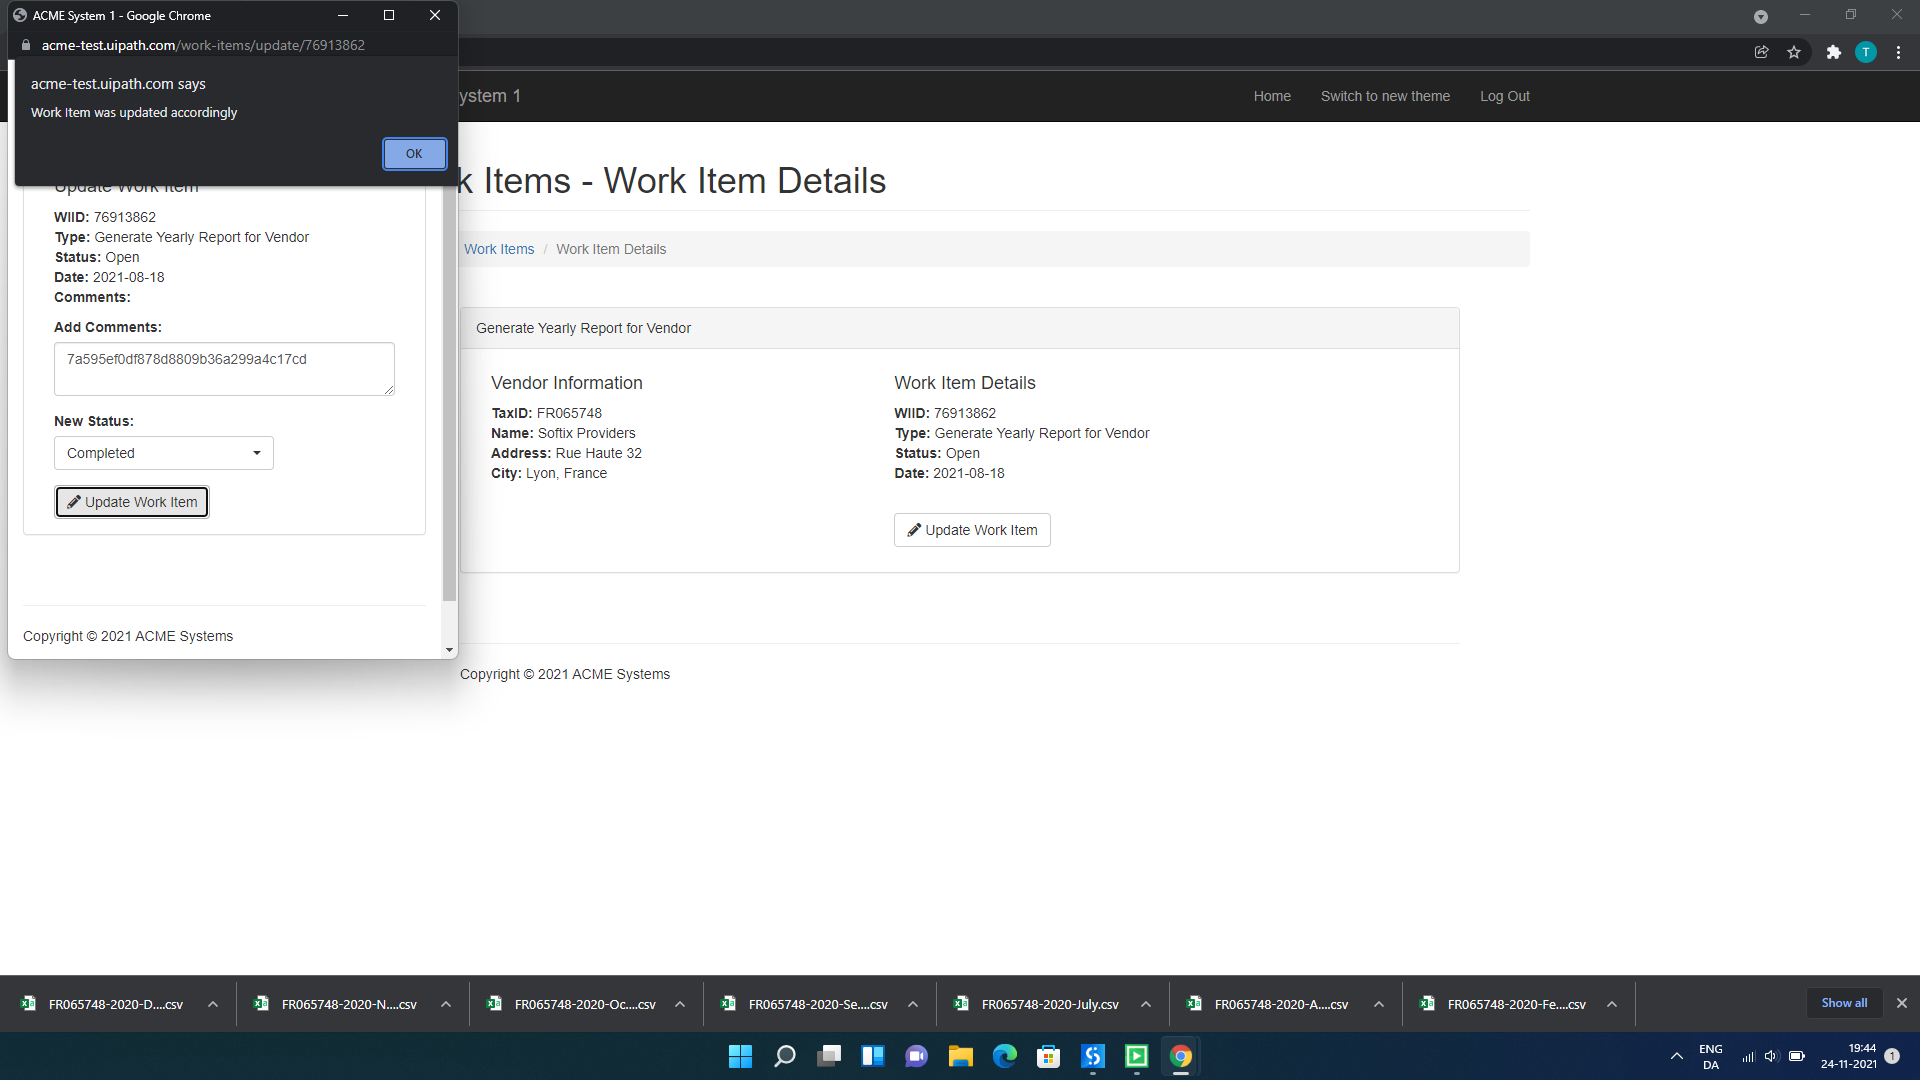 ACME System 1 - Google Chrome
acme-test.uipath.com/work-items/update/76913862
acme-test.uipath.com says
Work Item was updated accordingly
OK
Update Work Item
WIID: 76913862
Type: Generate Yearly Report for Vendor
Status: Open
Date: 2021-08-18
Comments:
Add Comments:
7a595ef0df878d8809b36a299a4c17cd
New Status:
Completed
Update Work Item
Copyright © 2021 ACME Systems
T
ystem 1
Home
Switch to new theme
Log Out
k Items - Work Item Details
Work Items / Work Item Details
Generate Yearly Report for Vendor
Vendor Information
TaxID: FR065748
Name: Softix Providers
Address: Rue Haute 32
City: Lyon, France
Work Item Details
WIID: 76913862
Type: Generate Yearly Report for Vendor
Status: Open
Date: 2021-08-18
Update Work Item
Copyright © 2021 ACME Systems
FR065748-2020-D....csv
FR065748-2020-N....csv
FR065748-2020-Oc....csv
FR065748-2020-Se....csv
FR065748-2020-July.csv
FR065748-2020-A....csv
FR065748-2020-Fe....csv
Show all
ENG
DA
19:44
24-11-2021
1